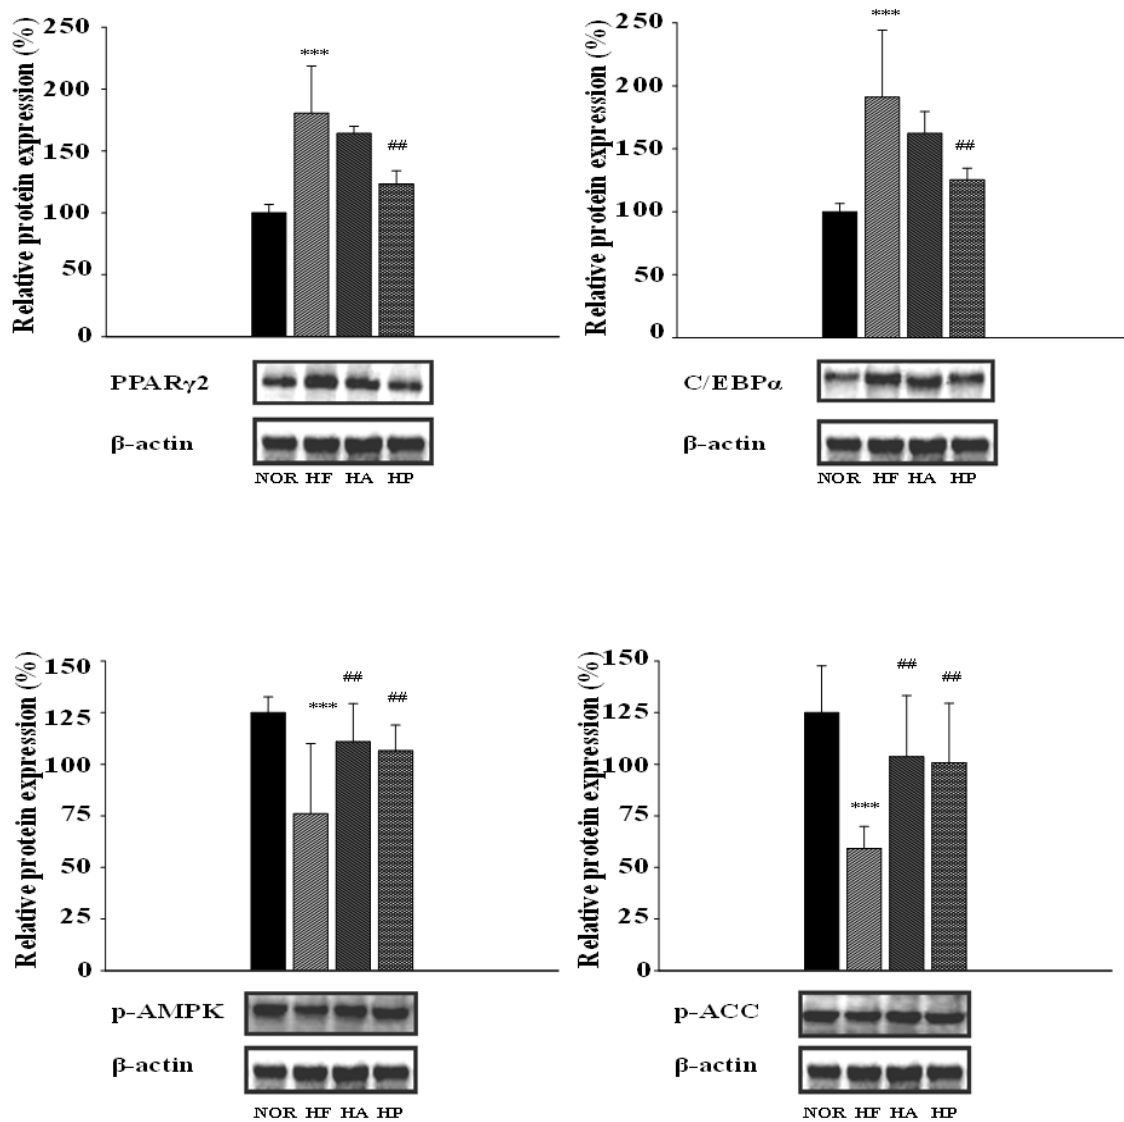 Relative protein expression (%)
250
200
150
100
50
0
***
##
PPARγ2
β-actin
NOR HF HA HP
Relative protein expression (%)
250
200
150
100
50
0
***
##
C/EBPα
β-actin
NOR HF HA HP
Relative protein expression (%)
150
125
100
75
50
25
0
***
##
##
p-AMPK
β-actin
NOR HF HA HP
Relative protein expression (%)
150
125
100
75
50
25
0
***
##
##
p-ACC
β-actin
NOR HF HA HP